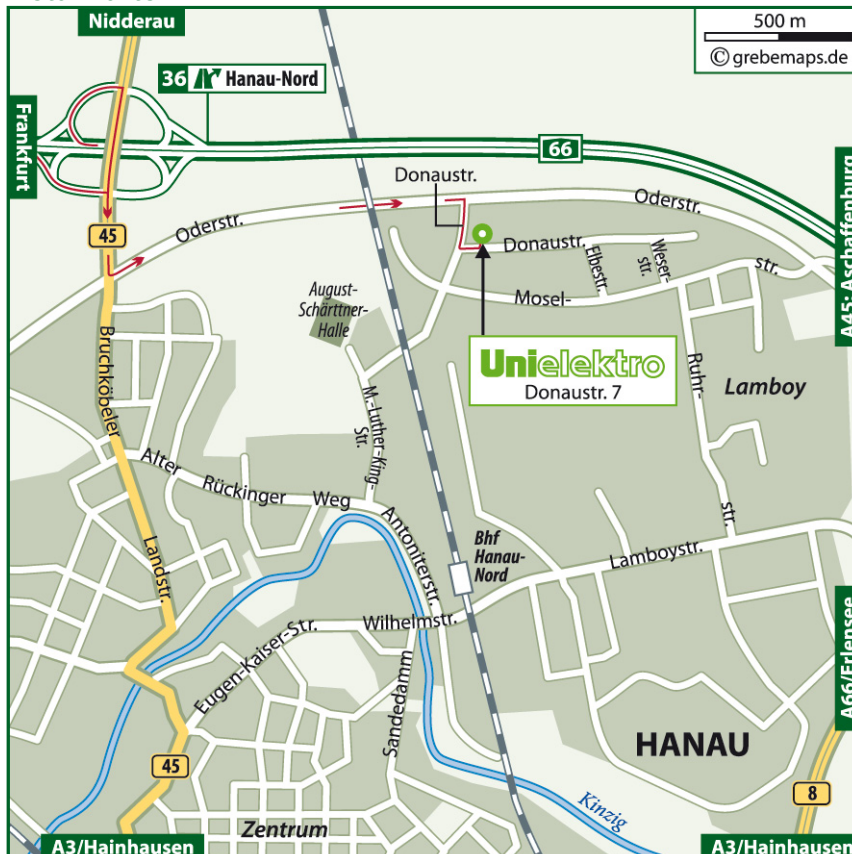 Nidderau
500 m
© grebemaps.de
36 Hanau-Nord
Frankfurt
66
Donaustr.
A45: Aschaffenburg
Oderstr.
Oderstr.
45
Donaustr.
Elbestr.
Weser-
str.
Mosel-
str.
August-
Schärttner-
Halle
Unielektro
Donaustr. 7
Bruchköbeler
Landstr.
Ruhr-
str.
Lamboy
M.-Luther-King-
Str.
Alter
Rückinger
Weg
Antoniterstr.
Bhf
Hanau-
Nord
Lamboystr.
Wilhelmstr.
Eugen-Kaiser-Str.
Sandedamm
A66/Erlensee
HANAU
45
8
Kinzig
Zentrum
A3/Hainhausen
A3/Hainhausen